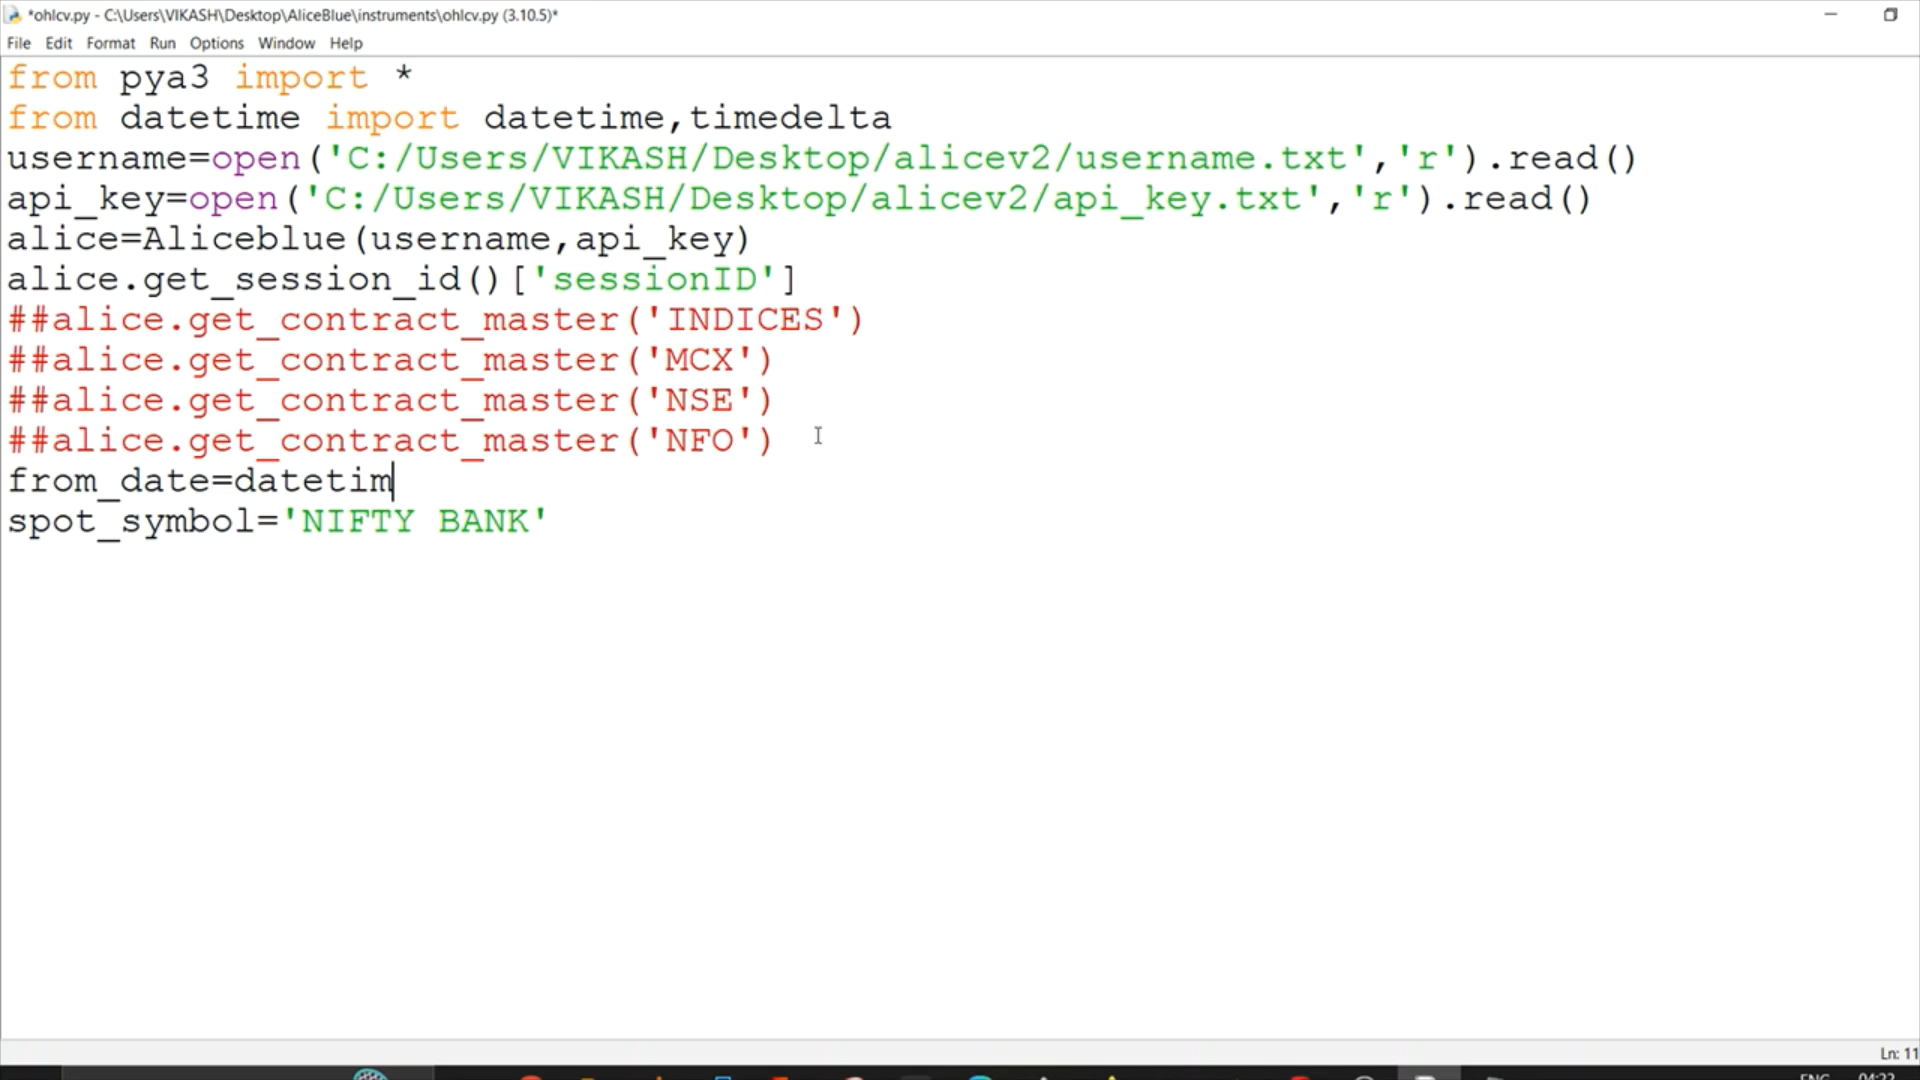 *ohlcv.py - C:\Users\VIKASH\Desktop\AliceBlue\instruments\ohlcv.py (3.10.5)*
File Edit Format Run Options Window Help
from pya3 import *
from datetime import datetime,timedelta
username=open('C:/Users/VIKASH/Desktop/alicev2/username.txt','r').read()
api_key=open('C:/Users/VIKASH/Desktop/alicev2/api_key.txt','r').read()
alice=Aliceblue(username,api_key)
alice.get_session_id()['sessionID']
##alice.get_contract_master('INDICES')
##alice.get_contract_master('MCX')
##alice.get_contract_master('NSE')
##alice.get_contract_master('NFO')
from_date=datetim
spot_symbol='NIFTY BANK'
Ln: 11
ENG 04:22